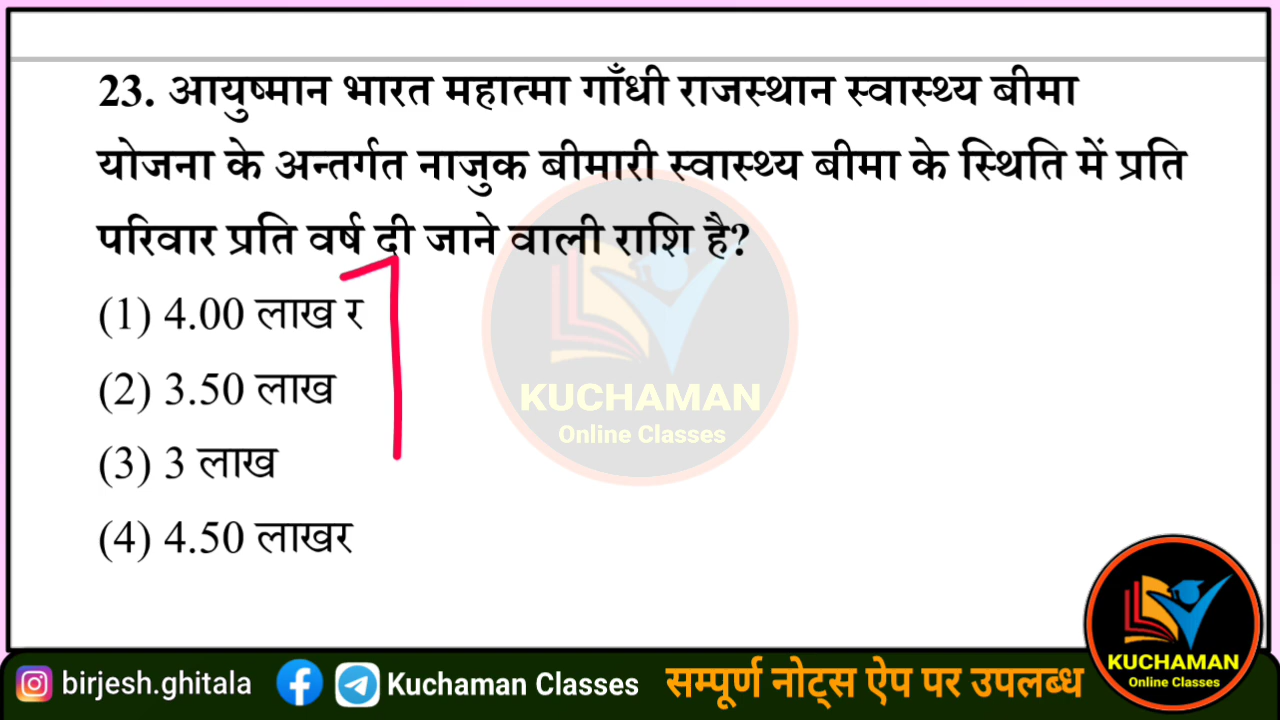 23. आयुष्मान भारत महात्मा गाँधी राजस्थान स्वास्थ्य बीमा
योजना के अन्तर्गत नाजुक बीमारी स्वास्थ्य बीमा के स्थिति में प्रति
परिवार प्रति वर्ष दी जाने वाली राशि है?
(1) 4.00 लाख र
(2) 3.50 लाख
(3) 3 लाख
(4) 4.50 लाखर
KUCHAMAN
Online Classes
KUCHAMAN
Online Classes
birjesh.ghitala
Kuchaman Classes
सम्पूर्ण नोट्स ऐप पर उपलब्ध